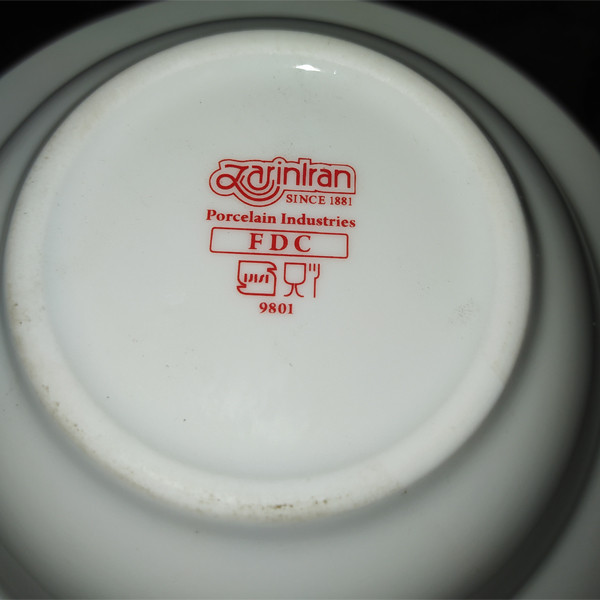 ZarinIran
SINCE 1881
Porcelain Industries
FDC
9801